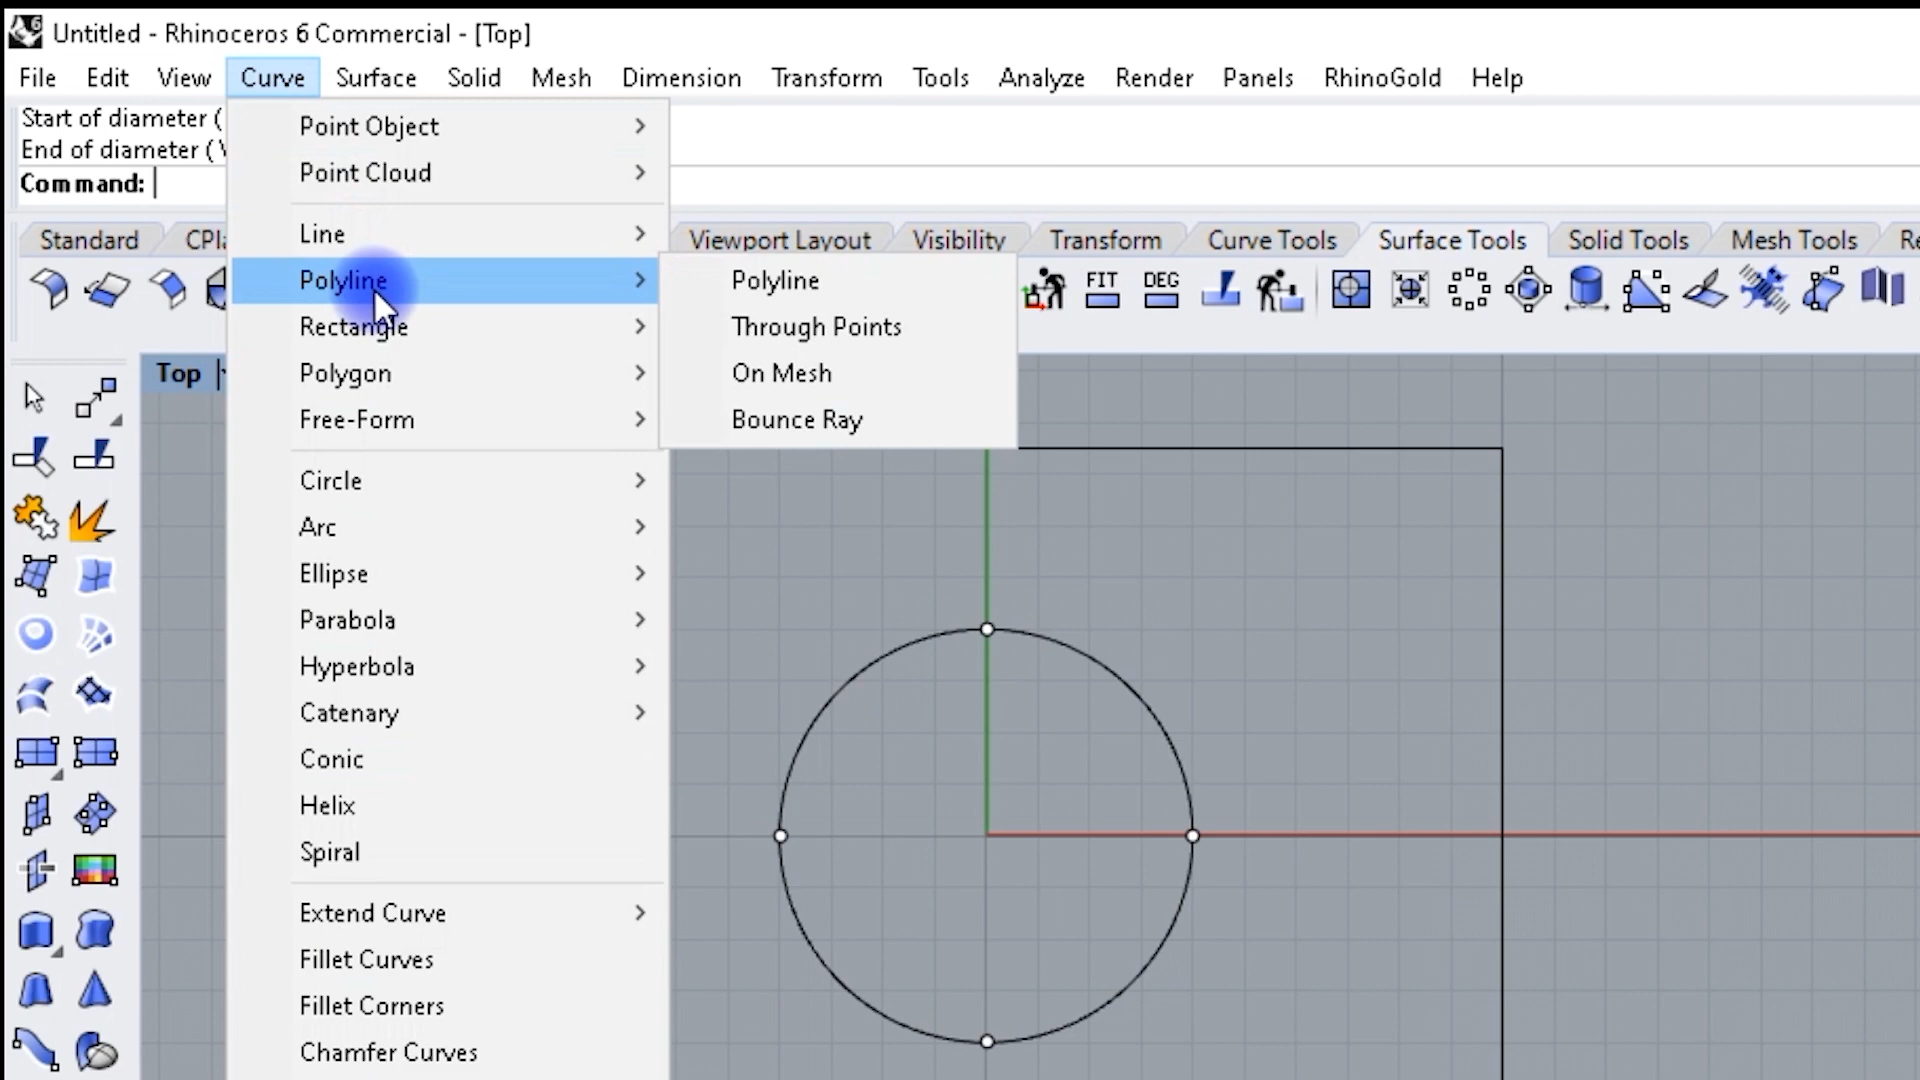 Untitled - Rhinoceros 6 Commercial - [Top]
File Edit View Curve Surface Solid Mesh Dimension Transform Tools Analyze Render Panels RhinoGold Help
Start of diameter (
End of diameter (
Command:
Standard CPla Viewport Layout Visibility Transform Curve Tools Surface Tools Solid Tools Mesh Tools Re
FIT DEG
Top
Point Object
Point Cloud
Line
Polyline
Rectangle
Polygon
Free-Form
Circle
Arc
Ellipse
Parabola
Hyperbola
Catenary
Conic
Helix
Spiral
Extend Curve
Fillet Curves
Fillet Corners
Chamfer Curves
Polyline
Through Points
On Mesh
Bounce Ray